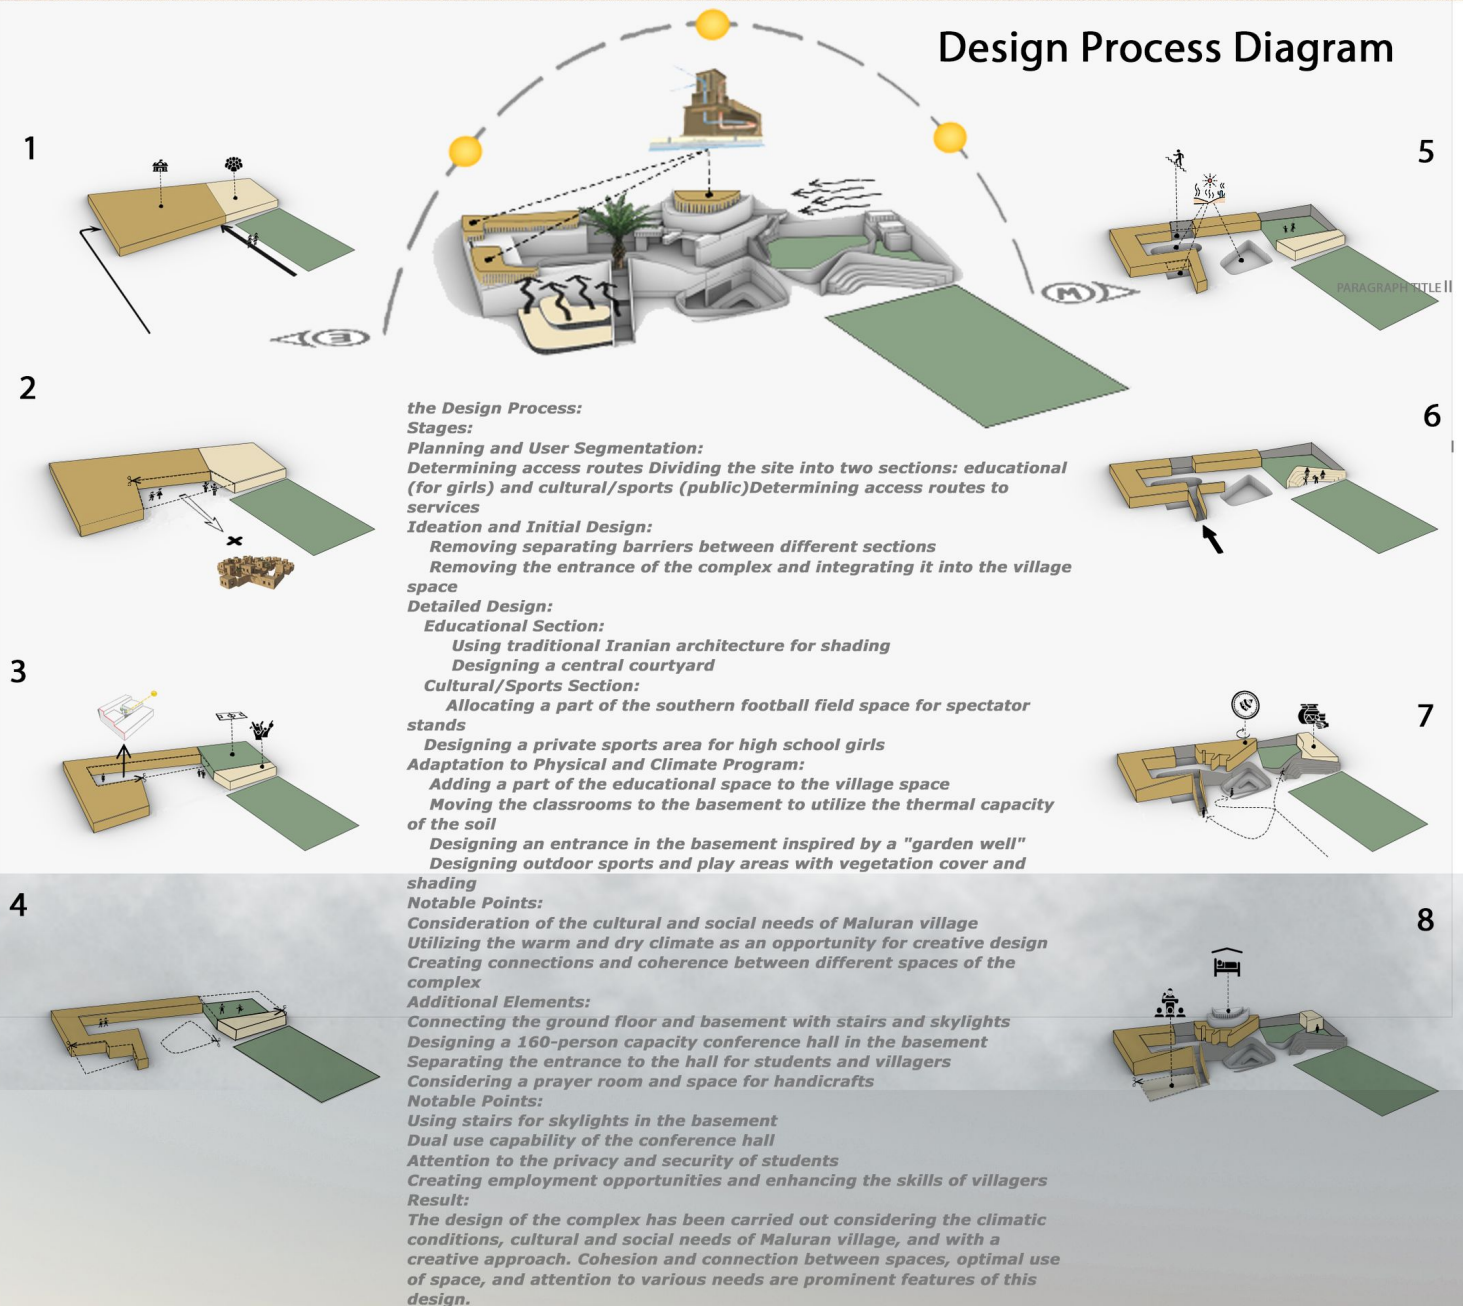 Design Process Diagram
1
2
3
4
5
6
7
8
PARAGRAPH TITLE II
the Design Process:
Stages:
Planning and User Segmentation:
Determining access routes Dividing the site into two sections: educational
(for girls) and cultural/sports (public)Determining access routes to
services
Ideation and Initial Design:
Removing separating barriers between different sections
Removing the entrance of the complex and integrating it into the village
space
Detailed Design:
Educational Section:
Using traditional Iranian architecture for shading
Designing a central courtyard
Cultural/Sports Section:
Allocating a part of the southern football field space for spectator
stands
Designing a private sports area for high school girls
Adaptation to Physical and Climate Program:
Adding a part of the educational space to the village space
Moving the classrooms to the basement to utilize the thermal capacity
of the soil
Designing an entrance in the basement inspired by a "garden well"
Designing outdoor sports and play areas with vegetation cover and
shading
Notable Points:
Consideration of the cultural and social needs of Maluran village
Utilizing the warm and dry climate as an opportunity for creative design
Creating connections and coherence between different spaces of the
complex
Additional Elements:
Connecting the ground floor and basement with stairs and skylights
Designing a 160-person capacity conference hall in the basement
Separating the entrance to the hall for students and villagers
Considering a prayer room and space for handicrafts
Notable Points:
Using stairs for skylights in the basement
Dual use capability of the conference hall
Attention to the privacy and security of students
Creating employment opportunities and enhancing the skills of villagers
Result:
The design of the complex has been carried out considering the climatic
conditions, cultural and social needs of Maluran village, and with a
creative approach. Cohesion and connection between spaces, optimal use
of space, and attention to various needs are prominent features of this
design.